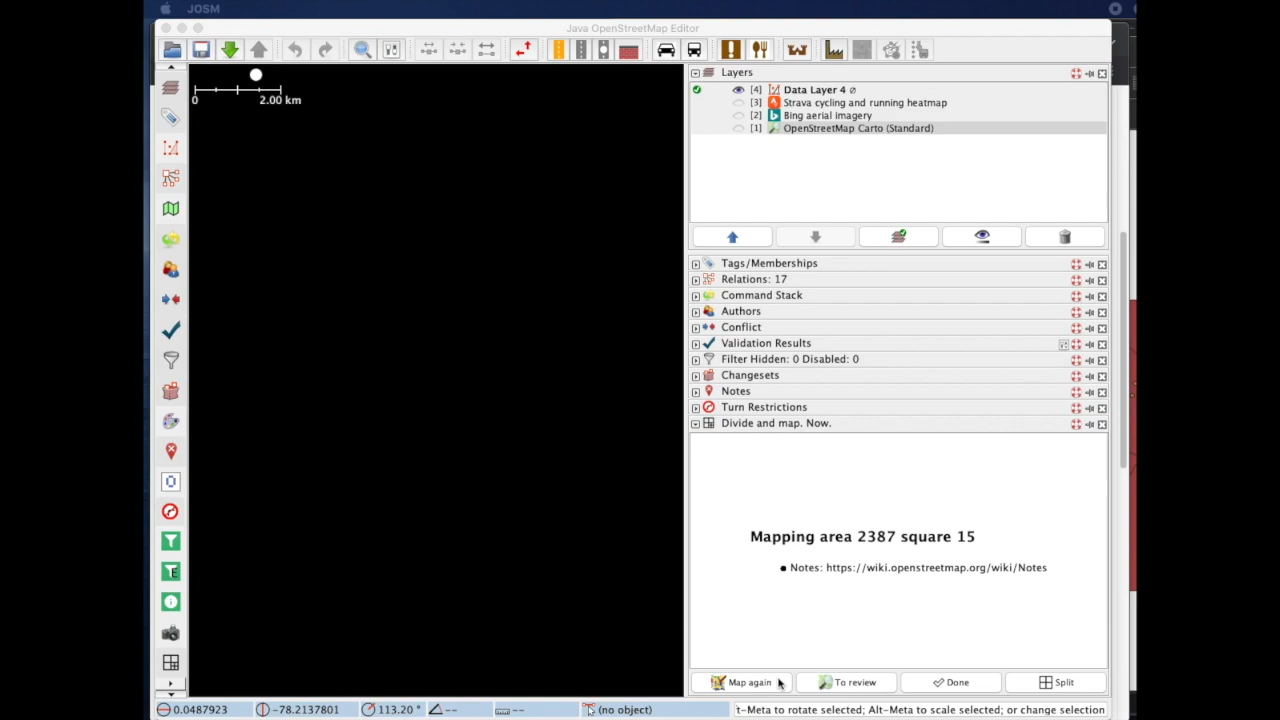 JOSM
Java OpenStreetMap Editor
0 2.00 km
Layers
[4] Data Layer 4 ⌀
[3] Strava cycling and running heatmap
[2] Bing aerial imagery
[1] OpenStreetMap Carto (Standard)
Tags/Memberships
Relations: 17
Command Stack
Authors
Conflict
Validation Results
Filter Hidden: 0 Disabled: 0
Changesets
Notes
Turn Restrictions
Divide and map. Now.
Mapping area 2387 square 15
● Notes: https://wiki.openstreetmap.org/wiki/Notes
Map again To review Done Split
0.0487923 -78.2137801 113.20 ° -- -- (no object) 't-Meta to rotate selected; Alt-Meta to scale selected; or change selection